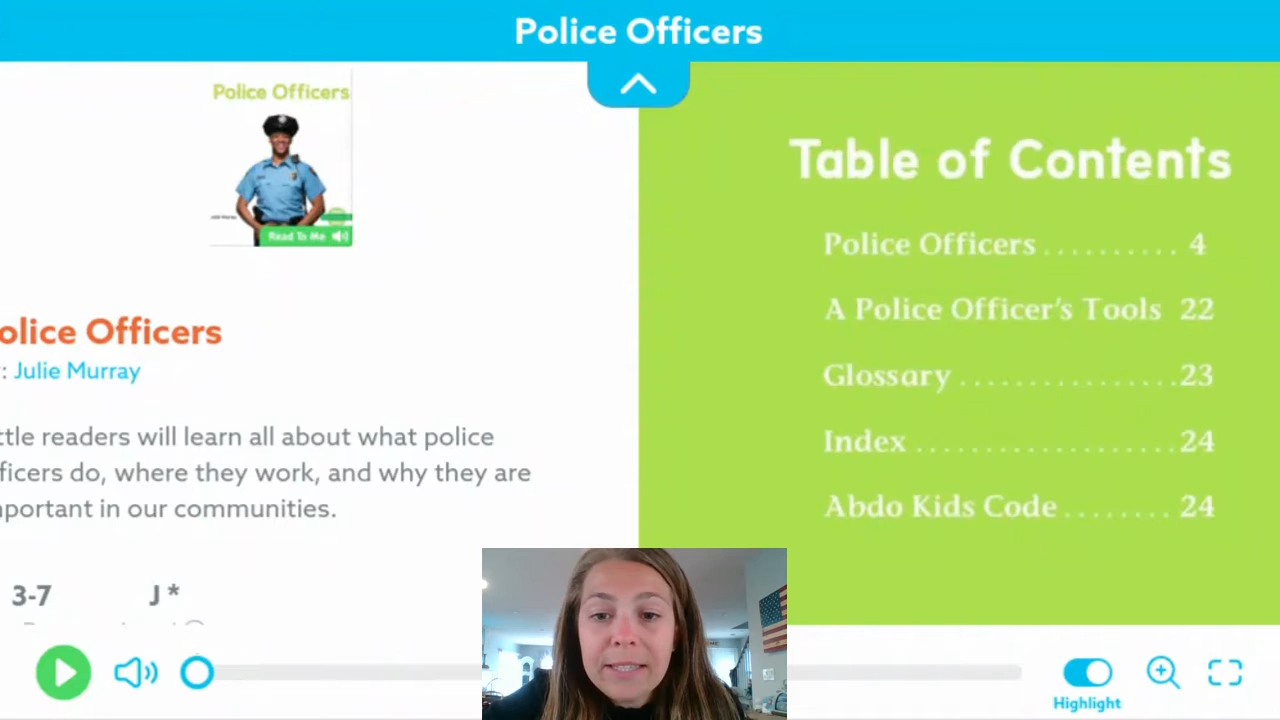 Police Officers
Police Officers
Read To Me
olice Officers
: Julie Murray
ttle readers will learn all about what police
ficers do, where they work, and why they are
portant in our communities.
3-7 J *
Table of Contents
Police Officers .......... 4
A Police Officer's Tools 22
Glossary .................23
Index ...................24
Abdo Kids Code ........ 24
Highlight